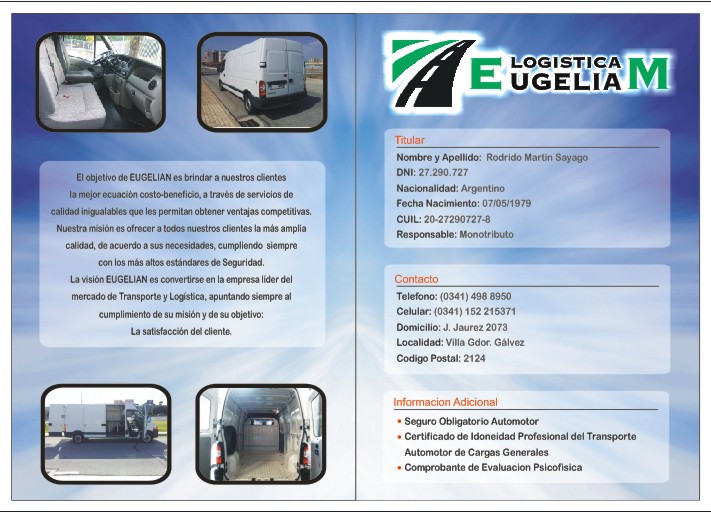 El objetivo de EUGELIAN es brindar a nuestros clientes
la mejor ecuación costo-beneficio, a través de servicios de
calidad inigualables que les permitan obtener ventajas competitivas.
Nuestra misión es ofrecer a todos nuestros clientes la más amplia
calidad, de acuerdo a sus necesidades, cumpliendo siempre
con los más altos estándares de Seguridad.
La visión EUGELIAN es convertirse en la empresa líder del
mercado de Transporte y Logística, apuntando siempre al
cumplimiento de su misión y de su objetivo:
La satisfacción del cliente.
LOGISTICA
EUGELIAM
Titular
Nombre y Apellido: Rodrido Martin Sayago
DNI: 27.290.727
Nacionalidad: Argentino
Fecha Nacimiento: 07/05/1979
CUIL: 20-27290727-8
Responsable: Monotributo
Contacto
Telefono: (0341) 498 8950
Celular: (0341) 152 215371
Domicilio: J. Jaurez 2073
Localidad: Villa Gdor. Gálvez
Codigo Postal: 2124
Informacion Adicional
• Seguro Obligatorio Automotor
• Certificado de Idoneidad Profesional del Transporte
Automotor de Cargas Generales
• Comprobante de Evaluacion Psicofisica